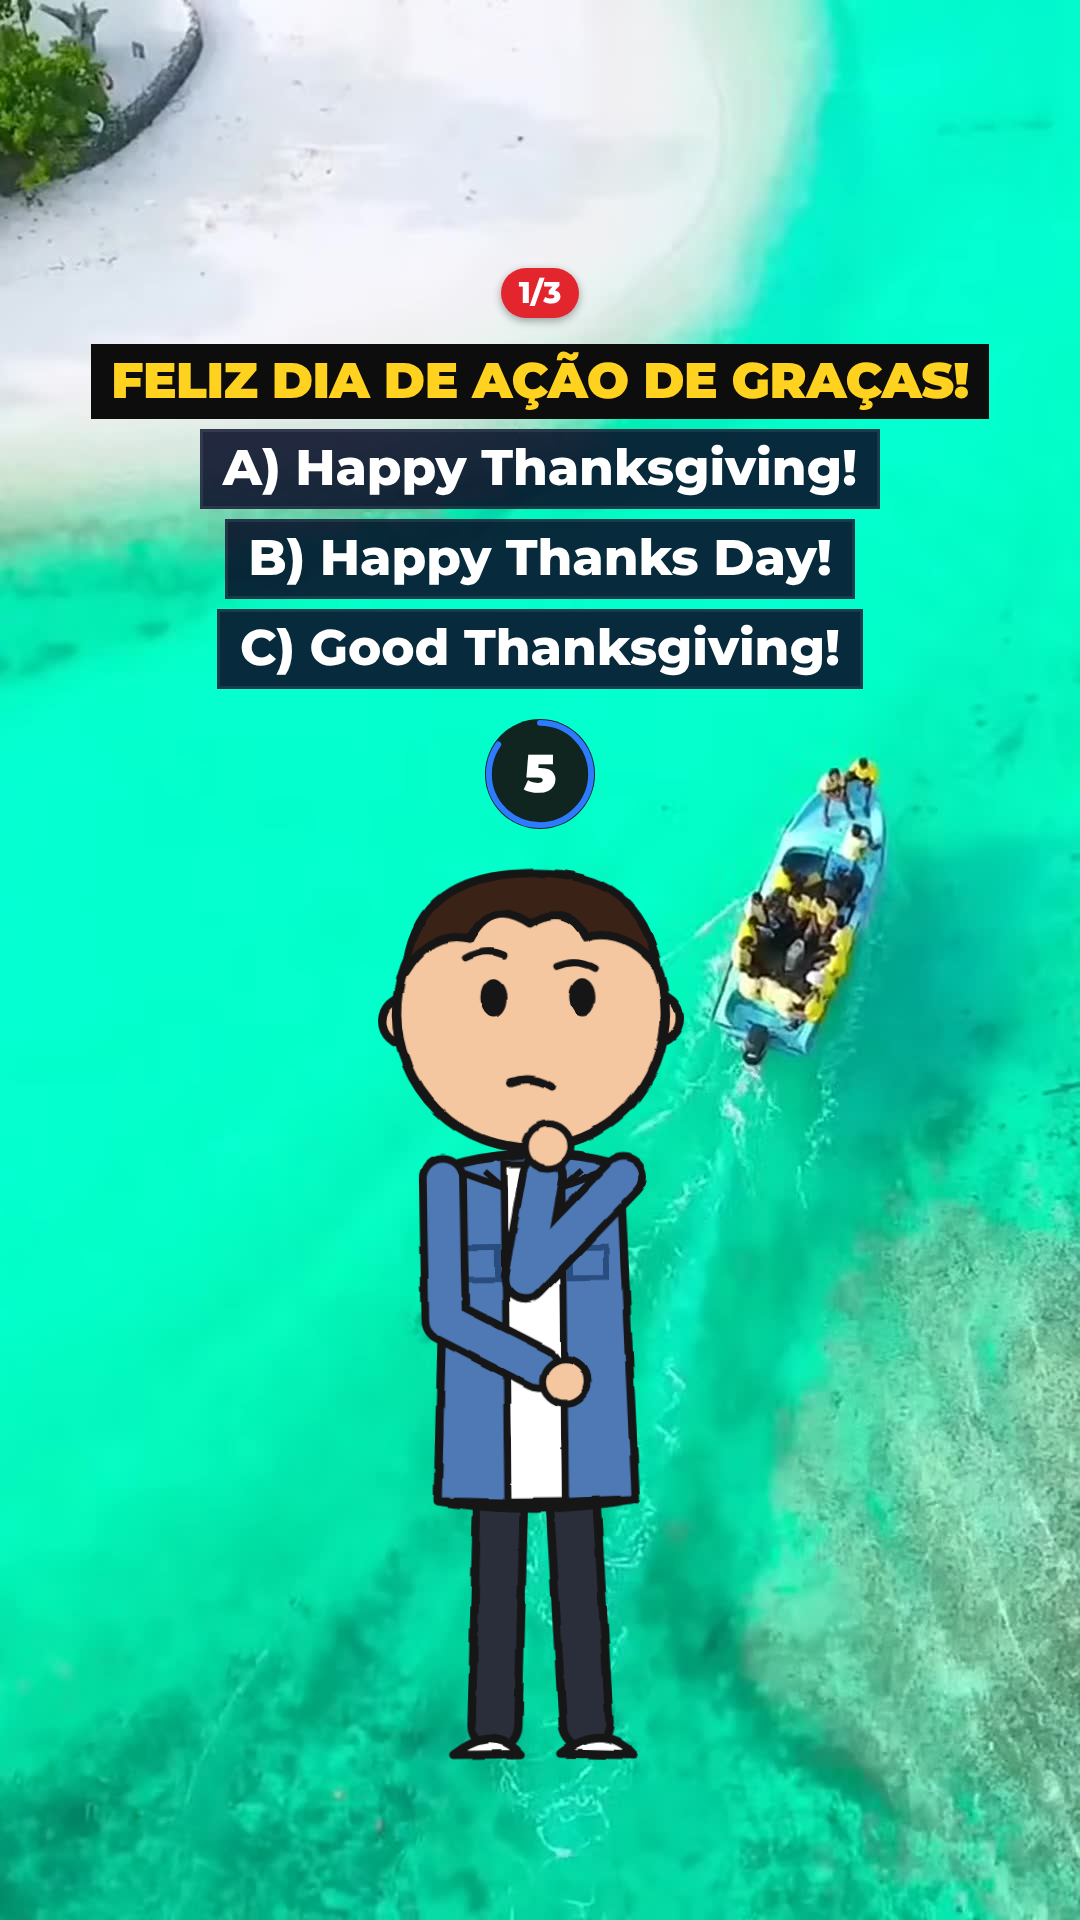 1/3
FELIZ DIA DE AÇÃO DE GRAÇAS!
A) Happy Thanksgiving!
B) Happy Thanks Day!
C) Good Thanksgiving!
5